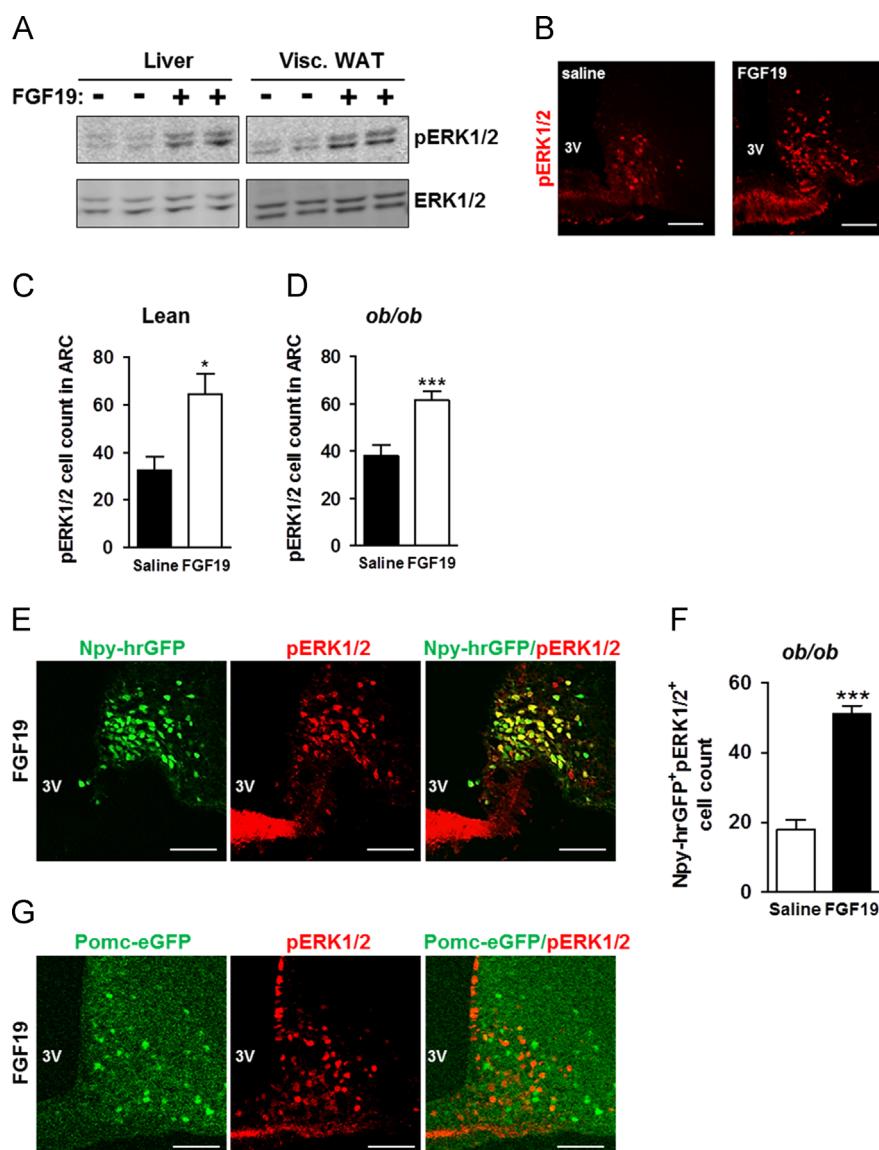 A
Liver Visc. WAT
FGF19: - - + + - - + +
pERK1/2
ERK1/2
B
pERK1/2
saline
3V
FGF19
3V
C
Lean
pERK1/2 cell count in ARC
80
60
40
20
0
*
Saline FGF19
D
ob/ob
pERK1/2 cell count in ARC
80
60
40
20
0
***
Saline FGF19
E
Npy-hrGFP pERK1/2 Npy-hrGFP/pERK1/2
FGF19
3V 3V 3V
F
ob/ob
Npy-hrGFP⁺pERK1/2⁺
cell count
60
40
20
0
***
Saline FGF19
G
Pomc-eGFP pERK1/2 Pomc-eGFP/pERK1/2
FGF19
3V 3V 3V